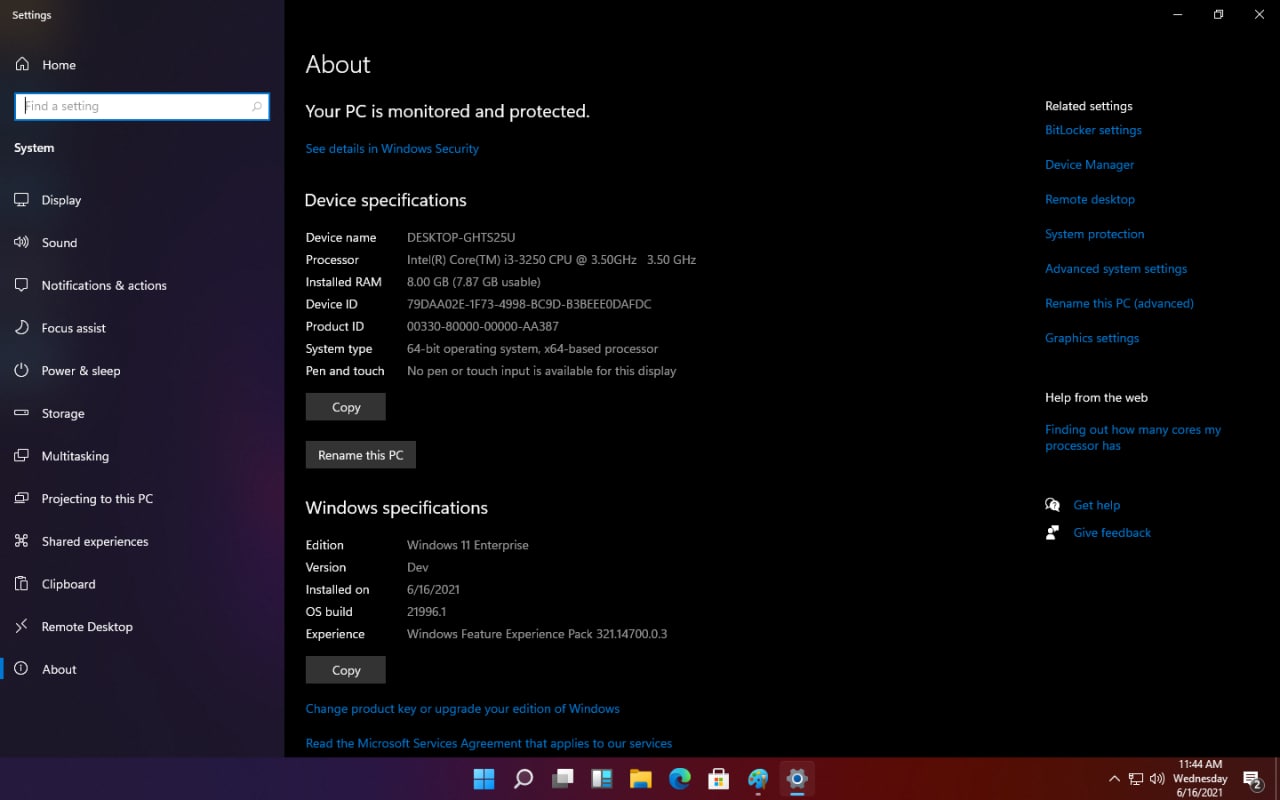 Settings
Home
Find a setting
System
Display
Sound
Notifications & actions
Focus assist
Power & sleep
Storage
Multitasking
Projecting to this PC
Shared experiences
Clipboard
Remote Desktop
About
About
Your PC is monitored and protected.
See details in Windows Security
Device specifications
Device name DESKTOP-GHTS25U
Processor Intel(R) Core(TM) i3-3250 CPU @ 3.50GHz 3.50 GHz
Installed RAM 8.00 GB (7.87 GB usable)
Device ID 79DAA02E-1F73-4998-BC9D-B3BEEE0DAFDC
Product ID 00330-80000-00000-AA387
System type 64-bit operating system, x64-based processor
Pen and touch No pen or touch input is available for this display
Copy
Rename this PC
Windows specifications
Edition Windows 11 Enterprise
Version Dev
Installed on 6/16/2021
OS build 21996.1
Experience Windows Feature Experience Pack 321.14700.0.3
Copy
Change product key or upgrade your edition of Windows
Read the Microsoft Services Agreement that applies to our services
Related settings
BitLocker settings
Device Manager
Remote desktop
System protection
Advanced system settings
Rename this PC (advanced)
Graphics settings
Help from the web
Finding out how many cores my
processor has
Get help
Give feedback
11:44 AM
Wednesday
6/16/2021
2